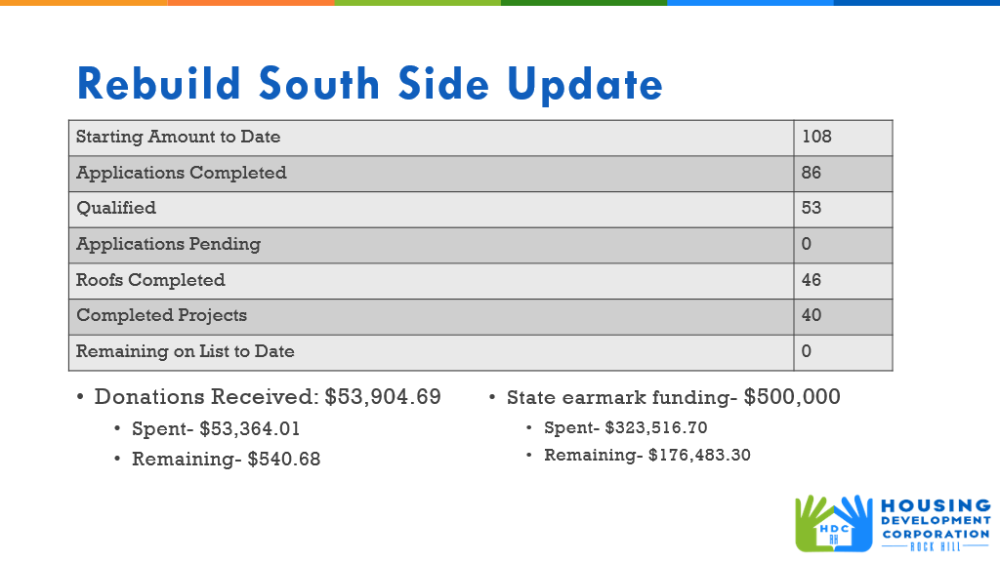 Rebuild South Side Update
Starting Amount to Date 108
Applications Completed 86
Qualified 53
Applications Pending 0
Roofs Completed 46
Completed Projects 40
Remaining on List to Date 0
• Donations Received: $53,904.69
• Spent- $53,364.01
• Remaining- $540.68
• State earmark funding- $500,000
• Spent- $323,516.70
• Remaining- $176,483.30
HDC
RH
HOUSING
DEVELOPMENT
CORPORATION
ROCK HILL